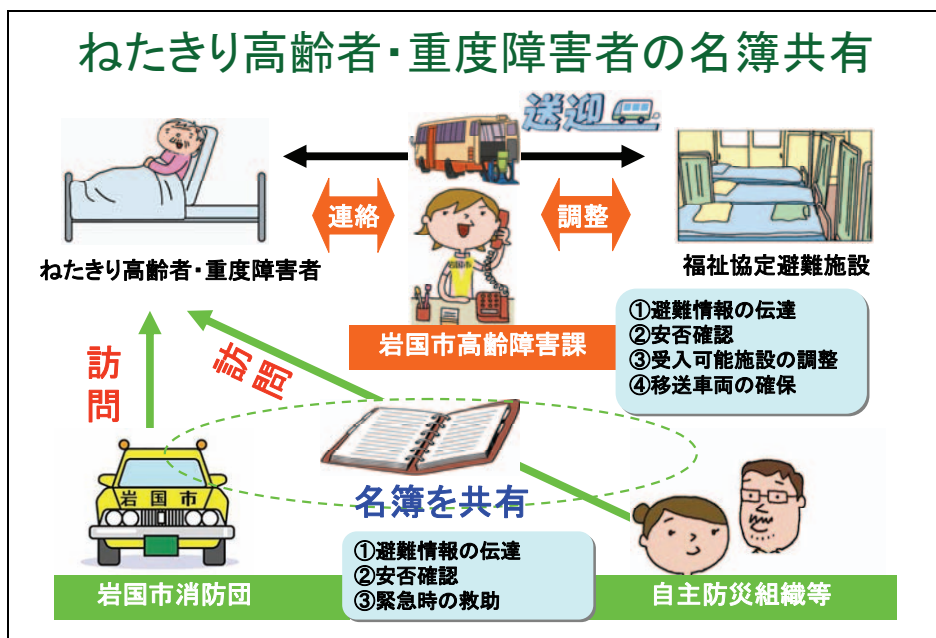 ねたきり高齢者・重度障害者の名簿共有
送迎
連絡
調整
岩国市
ねたきり高齢者・重度障害者
福祉協定避難施設
岩国市高齢障害課
①避難情報の伝達
②安否確認
③受入可能施設の調整
④移送車両の確保
訪問
訪問
岩国市
名簿を共有
①避難情報の伝達
②安否確認
③緊急時の救助
岩国市消防団
自主防災組織等